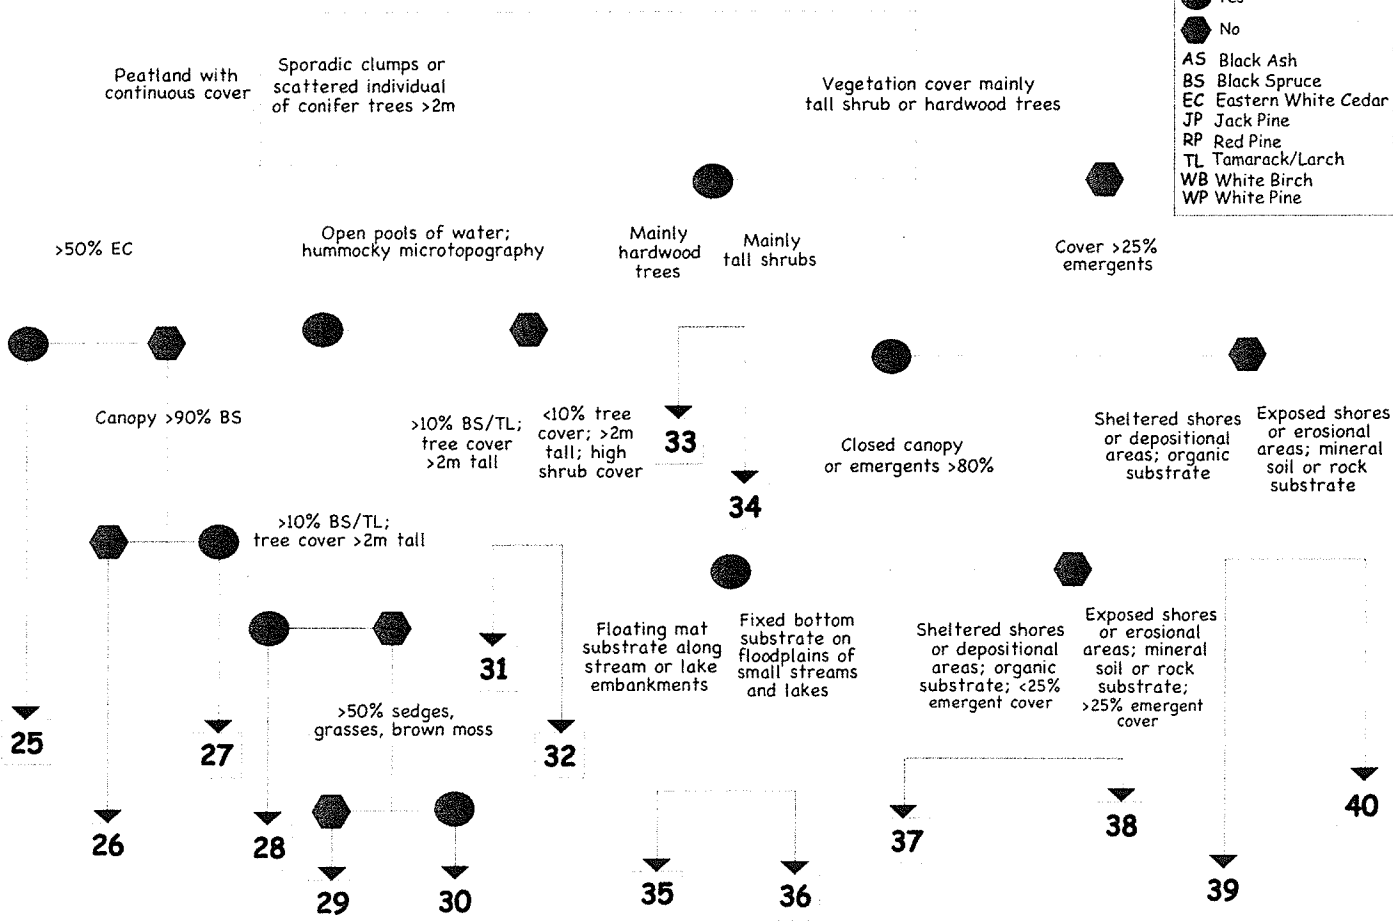 Yes
No
AS Black Ash
BS Black Spruce
EC Eastern White Cedar
JP Jack Pine
RP Red Pine
TL Tamarack/Larch
WB White Birch
WP White Pine
Peatland with
continuous cover
Sporadic clumps or
scattered individual
of conifer trees >2m
Vegetation cover mainly
tall shrub or hardwood trees
>50% EC
Open pools of water;
hummocky microtopography
Mainly
hardwood
trees
Mainly
tall shrubs
Cover >25%
emergents
Canopy >90% BS
>10% BS/TL;
tree cover
>2m tall
<10% tree
cover; >2m
tall; high
shrub cover
33
34
Closed canopy
or emergents >80%
Sheltered shores
or depositional
areas; organic
substrate
Exposed shores
or erosional
areas; mineral
soil or rock
substrate
>10% BS/TL;
tree cover >2m tall
Floating mat
substrate along
stream or lake
embankments
Fixed bottom
substrate on
floodplains of
small streams
and lakes
Sheltered shores
or depositional
areas; organic
substrate; <25%
emergent cover
Exposed shores
or erosional
areas; mineral
soil or rock
substrate;
>25% emergent
cover
>50% sedges,
grasses, brown moss
25
26
27
28
29
30
31
32
35
36
37
38
39
40